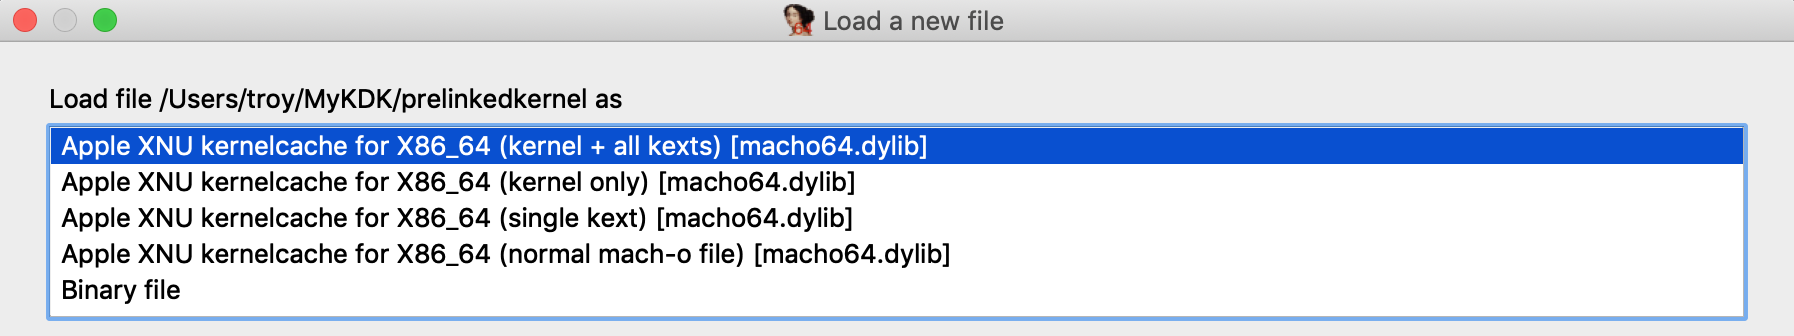 Load a new file
Load file /Users/troy/MyKDK/prelinkedkernel as
Apple XNU kernelcache for X86_64 (kernel + all kexts) [macho64.dylib]
Apple XNU kernelcache for X86_64 (kernel only) [macho64.dylib]
Apple XNU kernelcache for X86_64 (single kext) [macho64.dylib]
Apple XNU kernelcache for X86_64 (normal mach-o file) [macho64.dylib]
Binary file